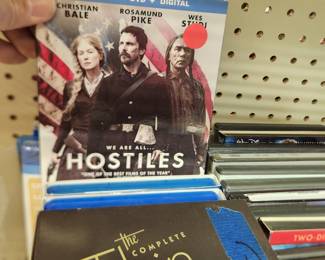 DVD + DIGITAL
CHRISTIAN BALE
ROSAMUND PIKE
WES STUDI
WE ARE ALL...
HOSTILES
"ONE OF THE BEST FILMS OF THE YEAR"
The
COMPLETE
TWO-DI